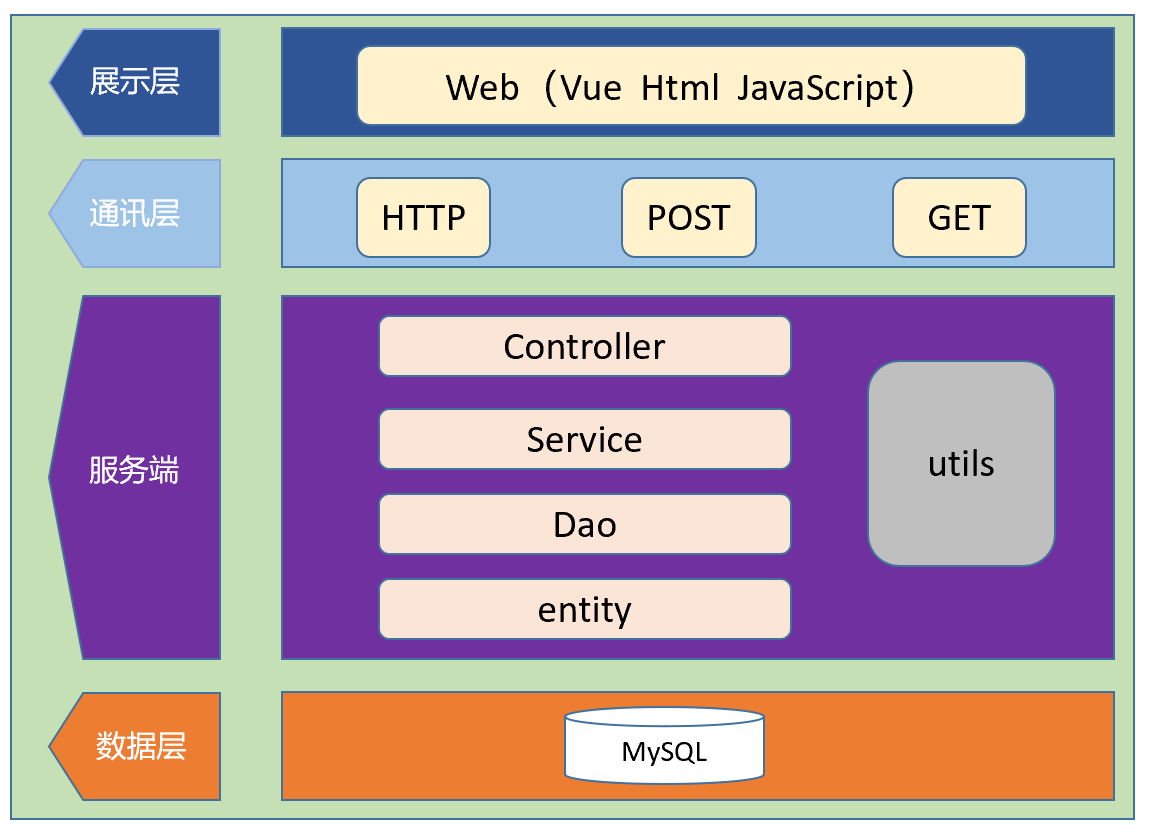 展示层
Web（Vue Html JavaScript）
通讯层
HTTP
POST
GET
服务端
Controller
Service
Dao
entity
utils
数据层
MySQL